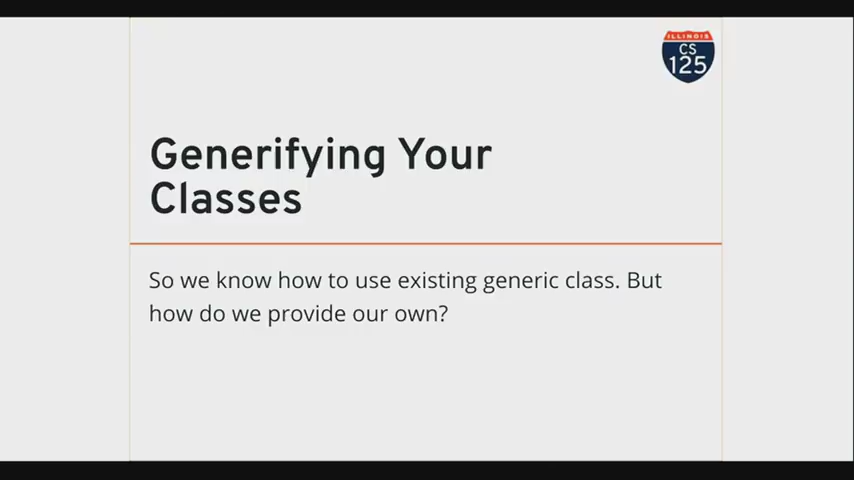 ILLINOIS
CS
125
Generifying Your
Classes
So we know how to use existing generic class. But
how do we provide our own?